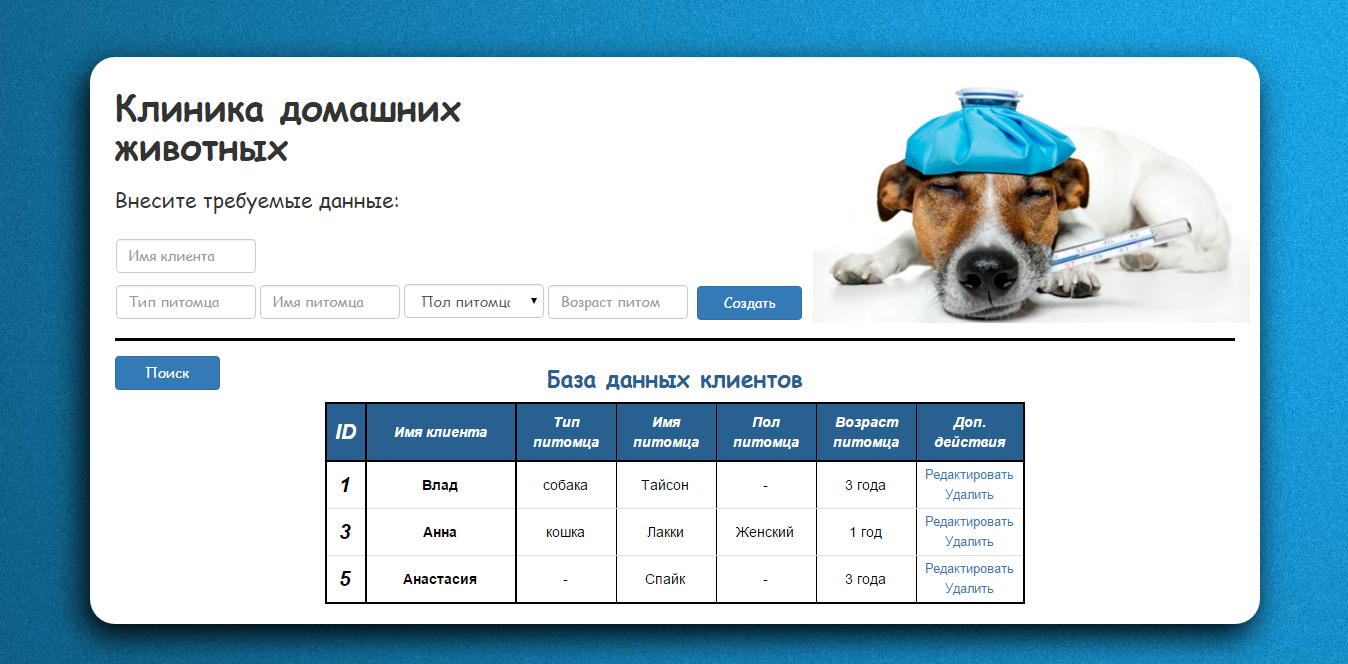 Клиника домашних
животных
Внесите требуемые данные:
Имя клиента
Тип питомца Имя питомца Пол питомц Возраст питом Создать
Поиск
База данных клиентов
ID Имя клиента Тип питомца Имя питомца Пол питомца Возраст питомца Доп. действия
1 Влад собака Тайсон - 3 года Редактировать Удалить
3 Анна кошка Лакки Женский 1 год Редактировать Удалить
5 Анастасия - Спайк - 3 года Редактировать Удалить